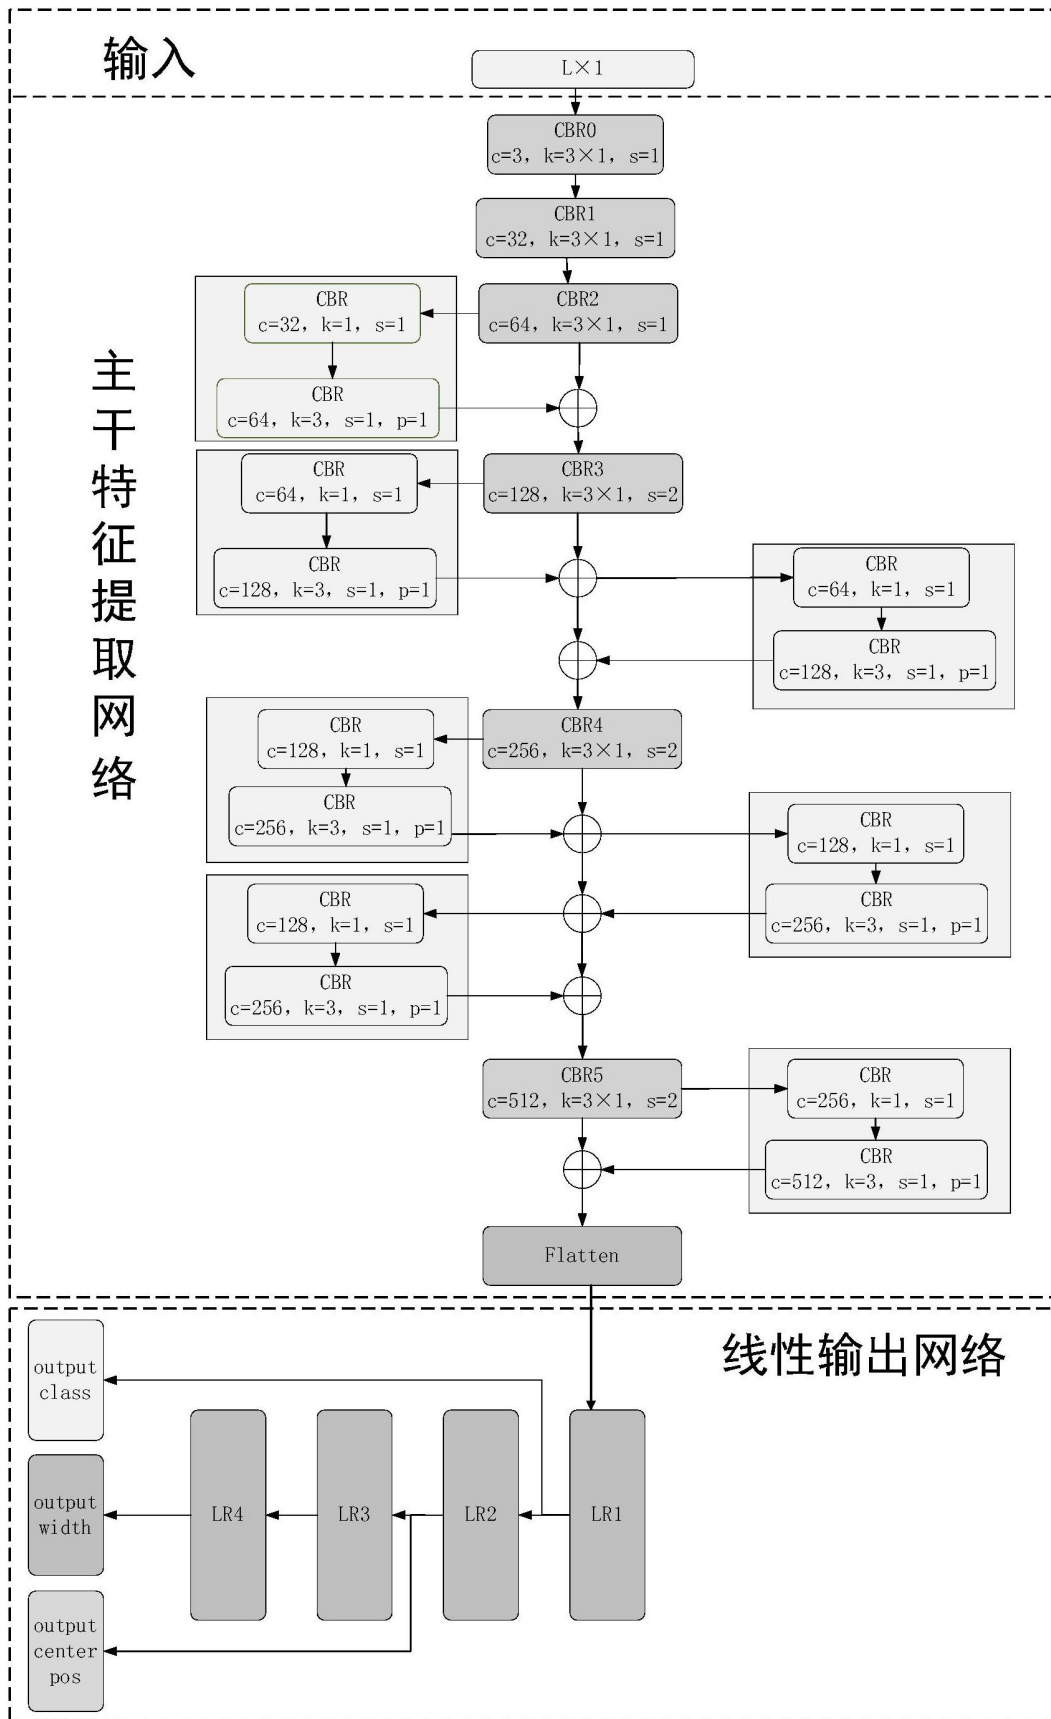 输入
L×1
CBR0
c=3, k=3×1, s=1
CBR1
c=32, k=3×1, s=1
CBR2
c=64, k=3×1, s=1
CBR
c=32, k=1, s=1
CBR
c=64, k=3, s=1, p=1
主干特征提取网络
CBR3
c=128, k=3×1, s=2
CBR
c=64, k=1, s=1
CBR
c=128, k=3, s=1, p=1
CBR
c=64, k=1, s=1
CBR
c=128, k=3, s=1, p=1
CBR4
c=256, k=3×1, s=2
CBR
c=128, k=1, s=1
CBR
c=256, k=3, s=1, p=1
CBR
c=128, k=1, s=1
CBR
c=256, k=3, s=1, p=1
CBR
c=128, k=1, s=1
CBR
c=256, k=3, s=1, p=1
CBR5
c=512, k=3×1, s=2
CBR
c=256, k=1, s=1
CBR
c=512, k=3, s=1, p=1
Flatten
线性输出网络
output
class
output
width
output
center
pos
LR4
LR3
LR2
LR1